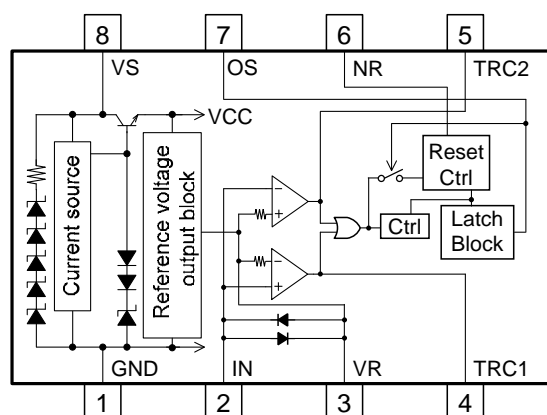 8 7 6 5
VS OS NR TRC2
VCC
Current source
Reference voltage
output block
Reset
Ctrl
Ctrl
Latch
Block
− + − +
GND IN VR TRC1
1 2 3 4